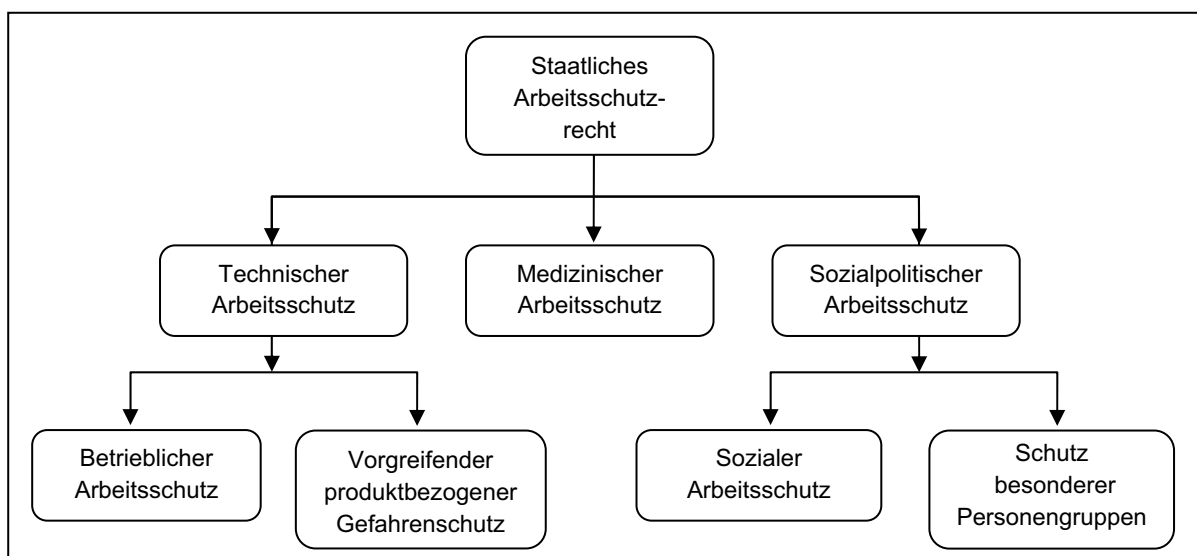 Staatliches
Arbeitsschutz-
recht
Technischer
Arbeitsschutz
Medizinischer
Arbeitsschutz
Sozialpolitischer
Arbeitsschutz
Betrieblicher
Arbeitsschutz
Vorgreifender
produktbezogener
Gefahrenschutz
Sozialer
Arbeitsschutz
Schutz
besonderer
Personengruppen